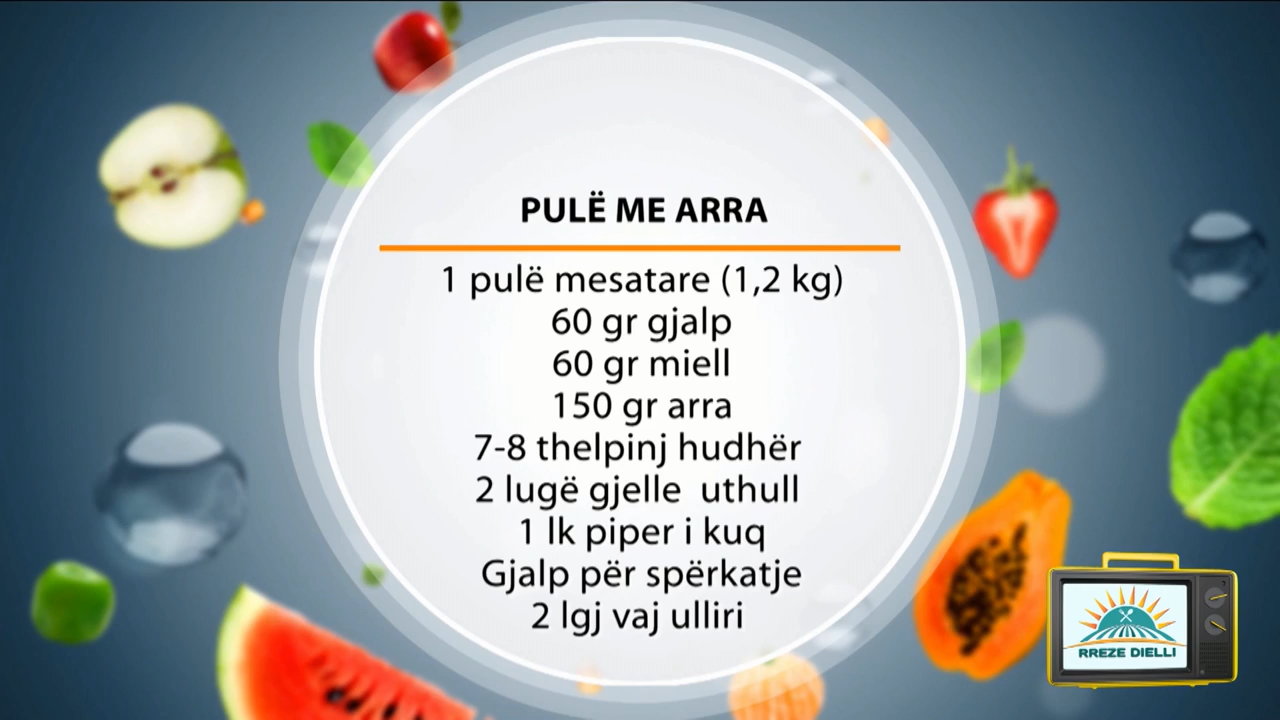 PULË ME ARRA
1 pulë mesatare (1,2 kg)
60 gr gjalp
60 gr miell
150 gr arra
7-8 thelpinj hudhër
2 lugë gjelle  uthull
1 lk piper i kuq
Gjalp për spërkatje
2 lgj vaj ulliri
RREZE DIELLI